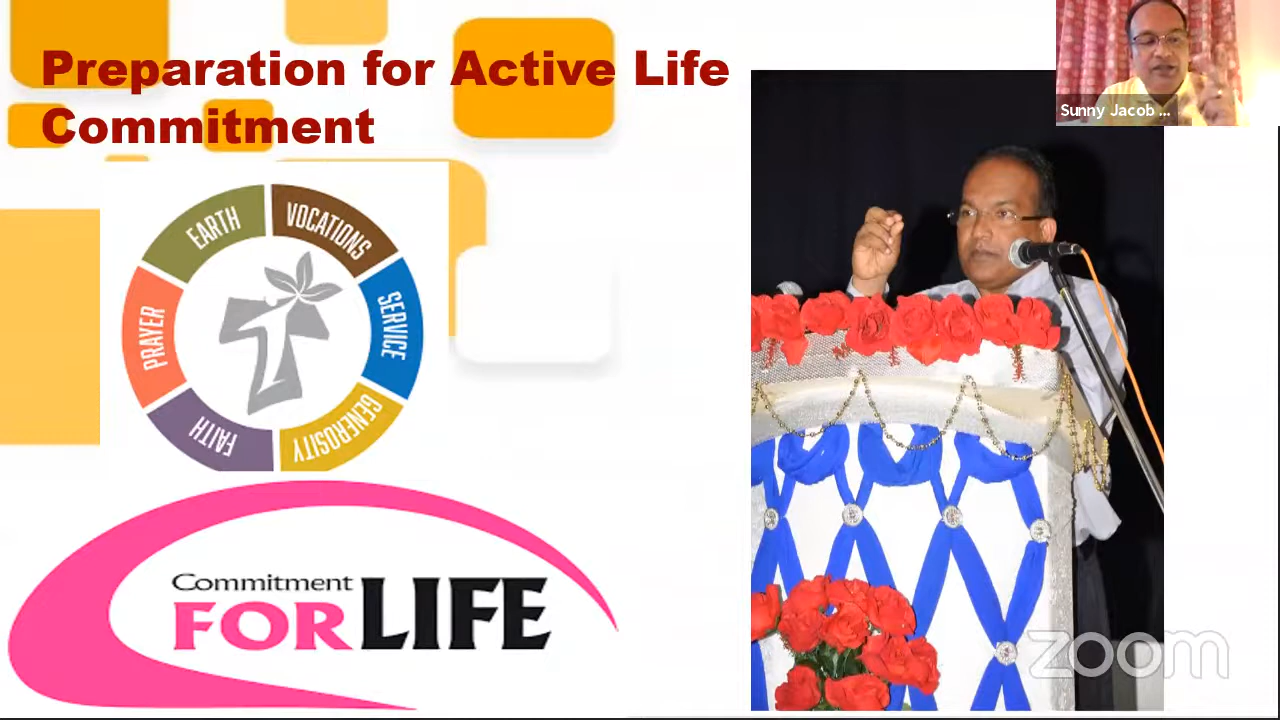 Preparation for Active Life
Commitment
Sunny Jacob ...
EARTH
VOCATIONS
SERVICE
GENEROSITY
FAITH
PRAYER
Commitment
FOR LIFE
zoom